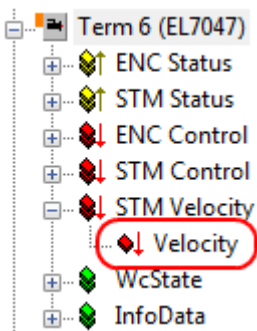 Term 6 (EL7047)
ENC Status
STM Status
ENC Control
STM Control
STM Velocity
Velocity
WcState
InfoData